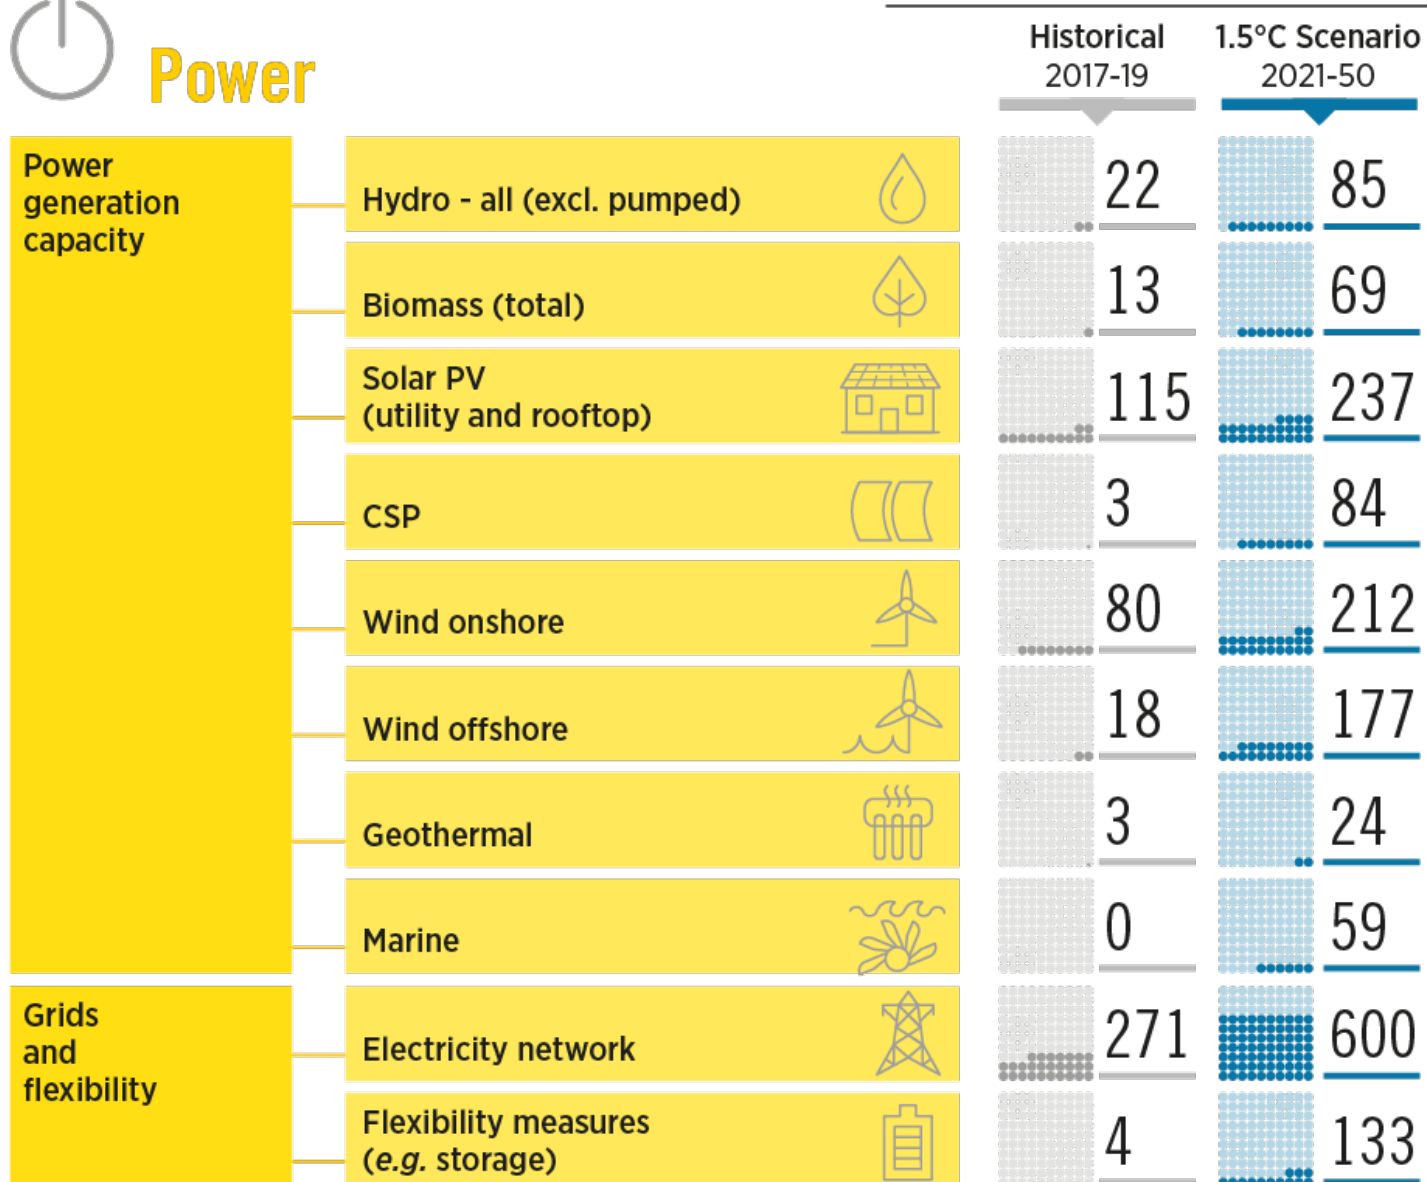 Power
Historical
2017-19
1.5°C Scenario
2021-50
Power
generation
capacity
Hydro - all (excl. pumped)
22
85
Biomass (total)
13
69
Solar PV
(utility and rooftop)
115
237
CSP
3
84
Wind onshore
80
212
Wind offshore
18
177
Geothermal
3
24
Marine
0
59
Grids
and
flexibility
Electricity network
271
600
Flexibility measures
(e.g. storage)
4
133